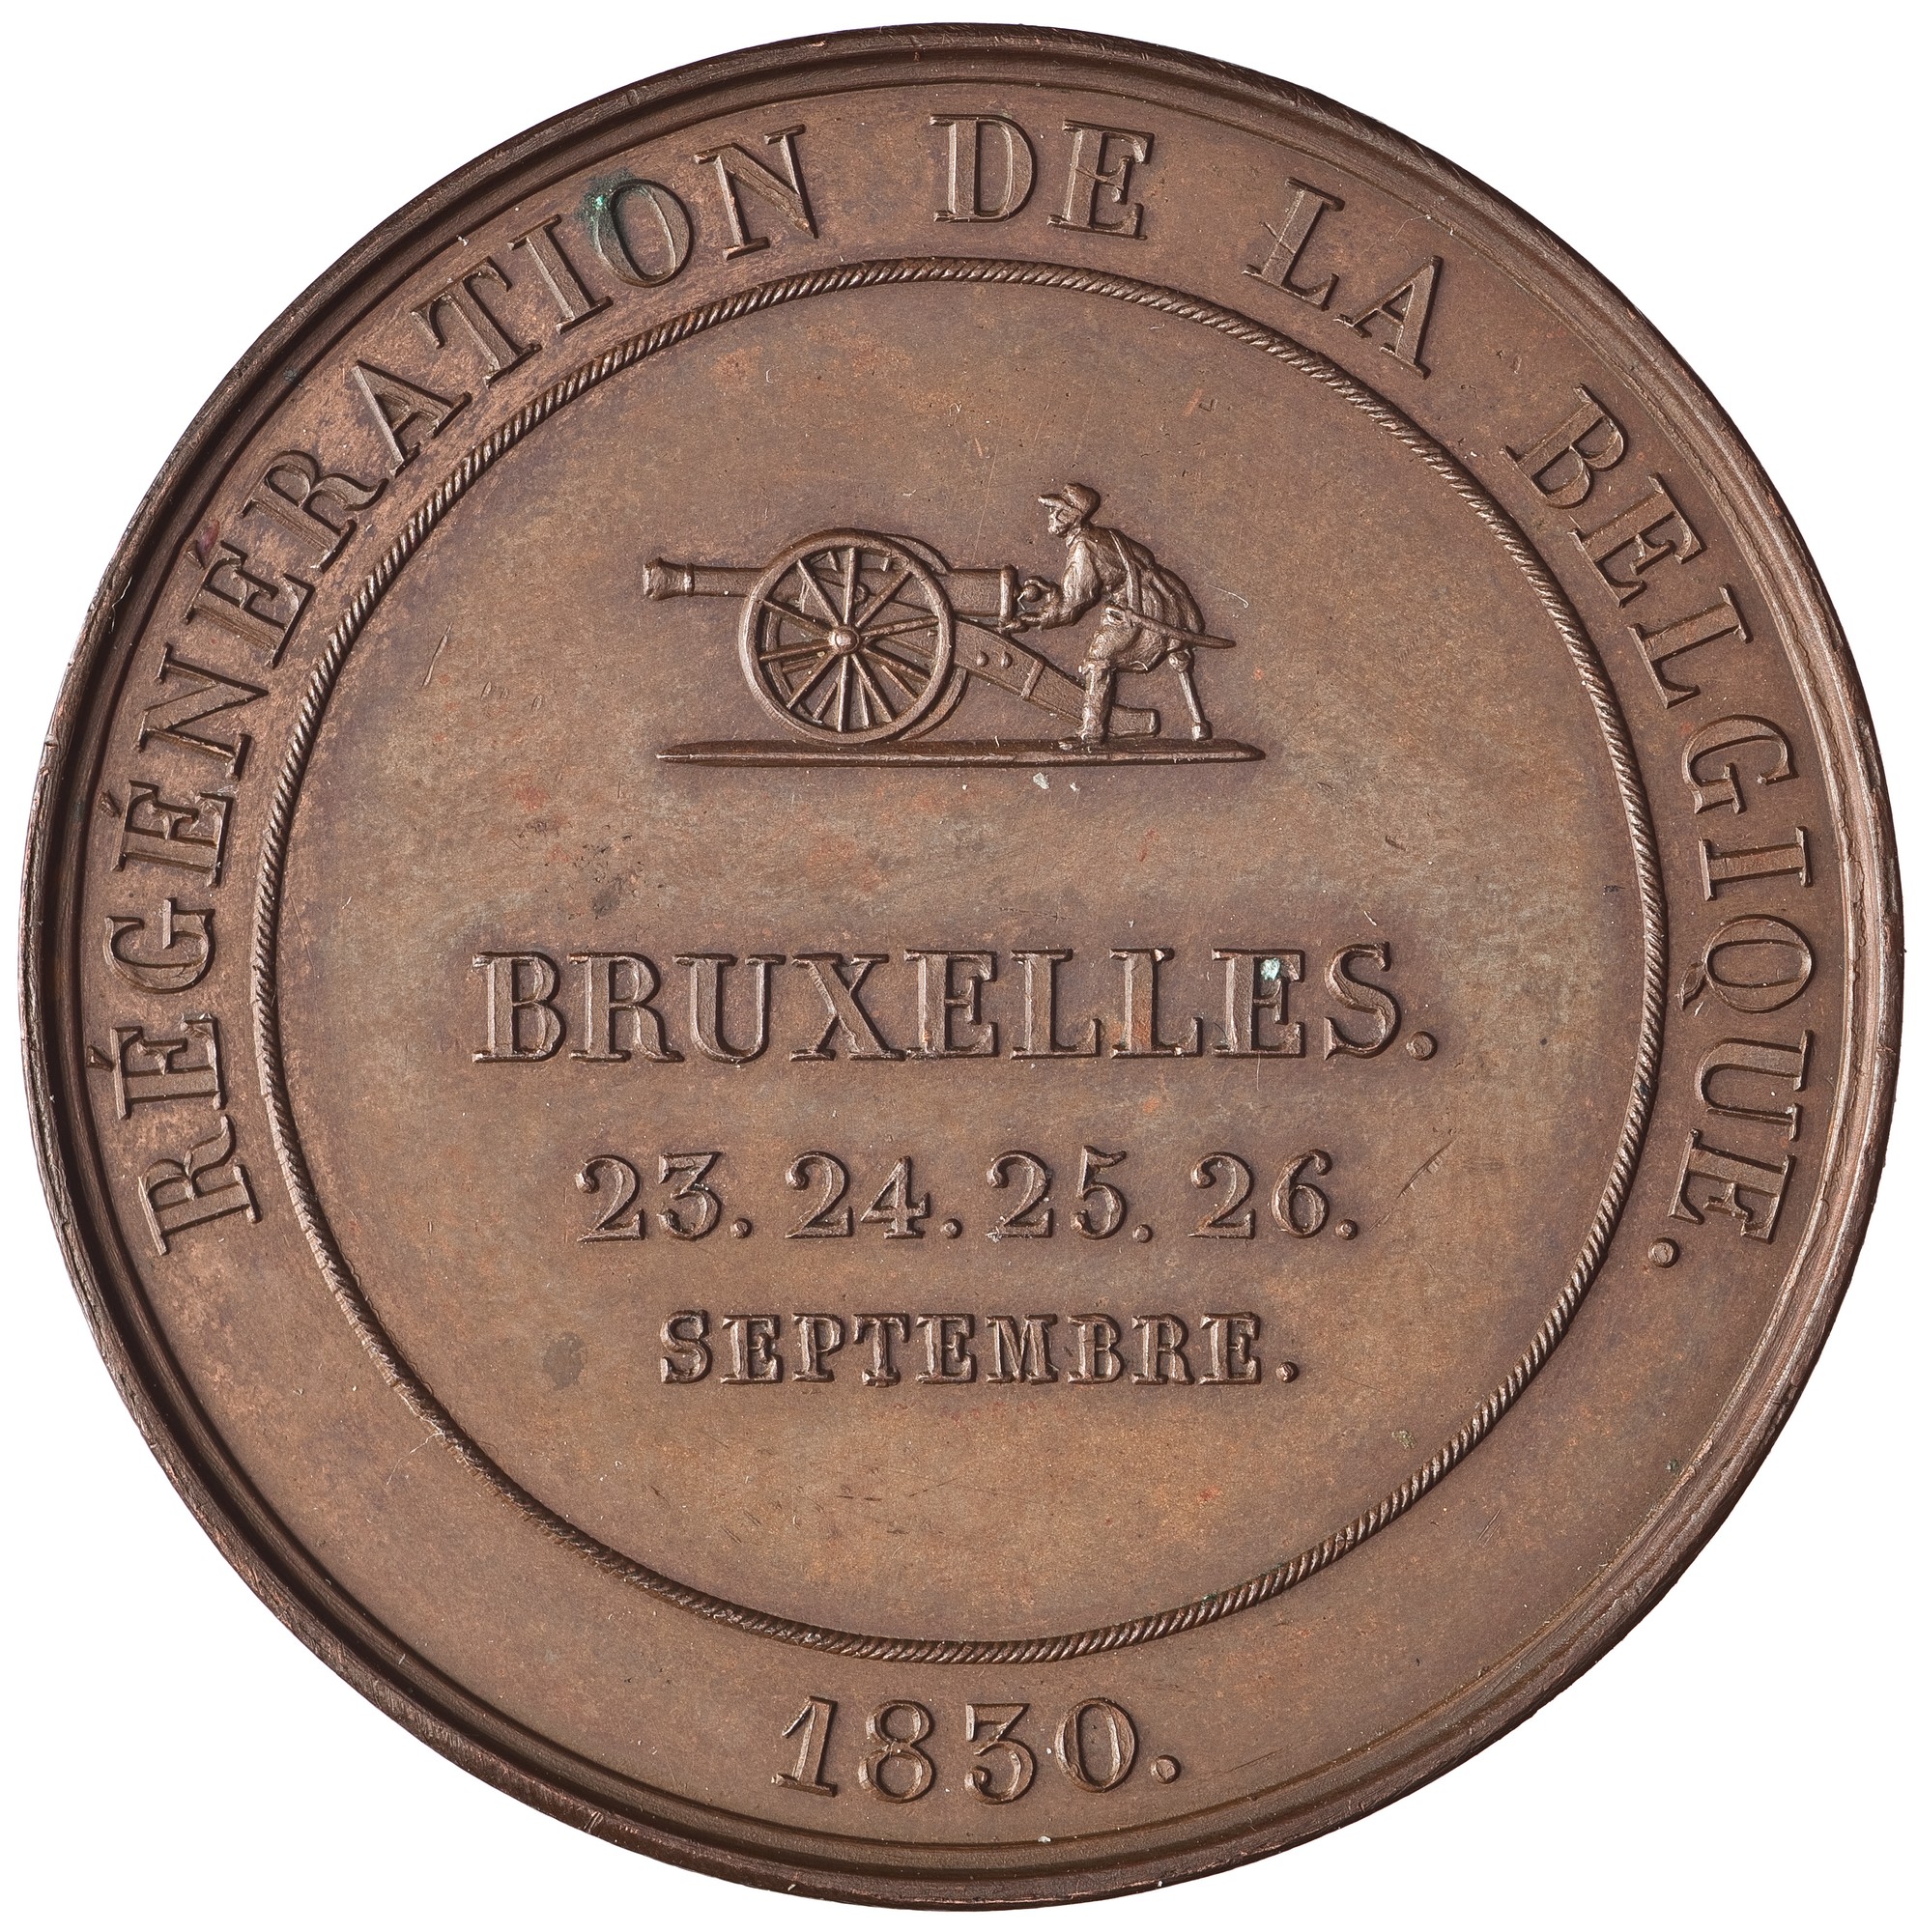 RÉGÉNÉRATION DE LA BELGIQUE.
BRUXELLES.
23. 24. 25. 26.
SEPTEMBRE.
1830.